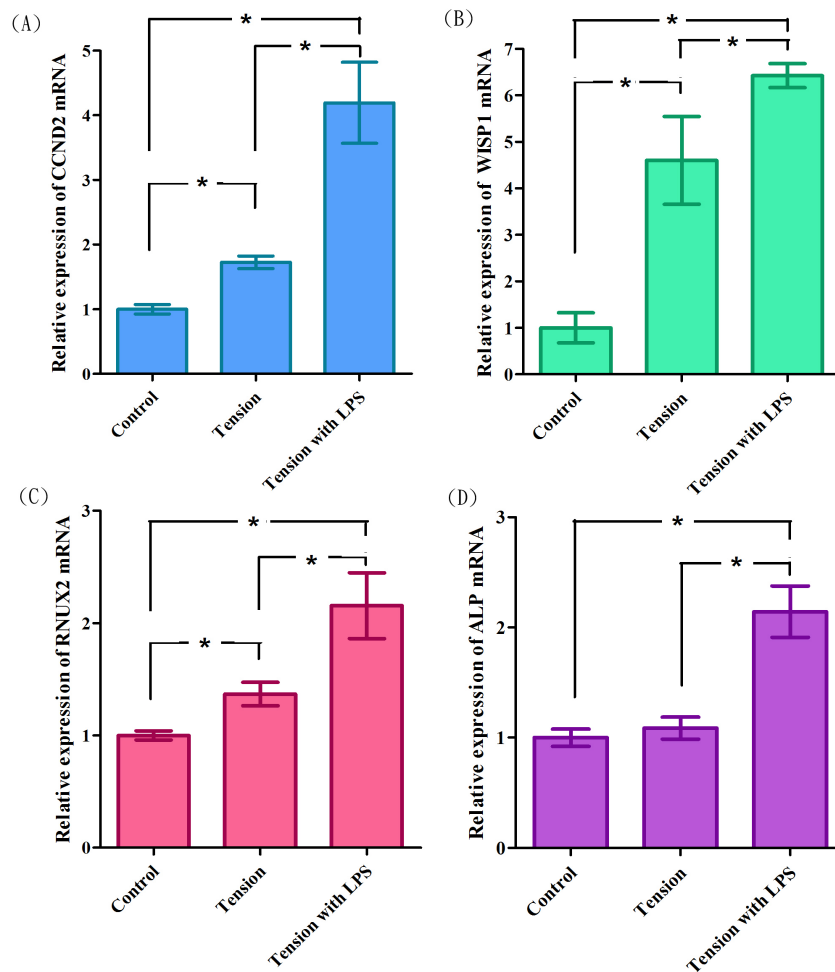 (A)
Relative expression of CCND2 mRNA
5
4
3
2
1
0
*
*
*
Control
Tension
Tension with LPS
(B)
Relative expression of WISP1 mRNA
7
6
5
4
3
2
1
0
*
*
*
Control
Tension
Tension with LPS
(C)
Relative expression of RNUX2 mRNA
3
2
1
0
*
*
*
Control
Tension
Tension with LPS
(D)
Relative expression of ALP mRNA
3
2
1
0
*
*
Control
Tension
Tension with LPS